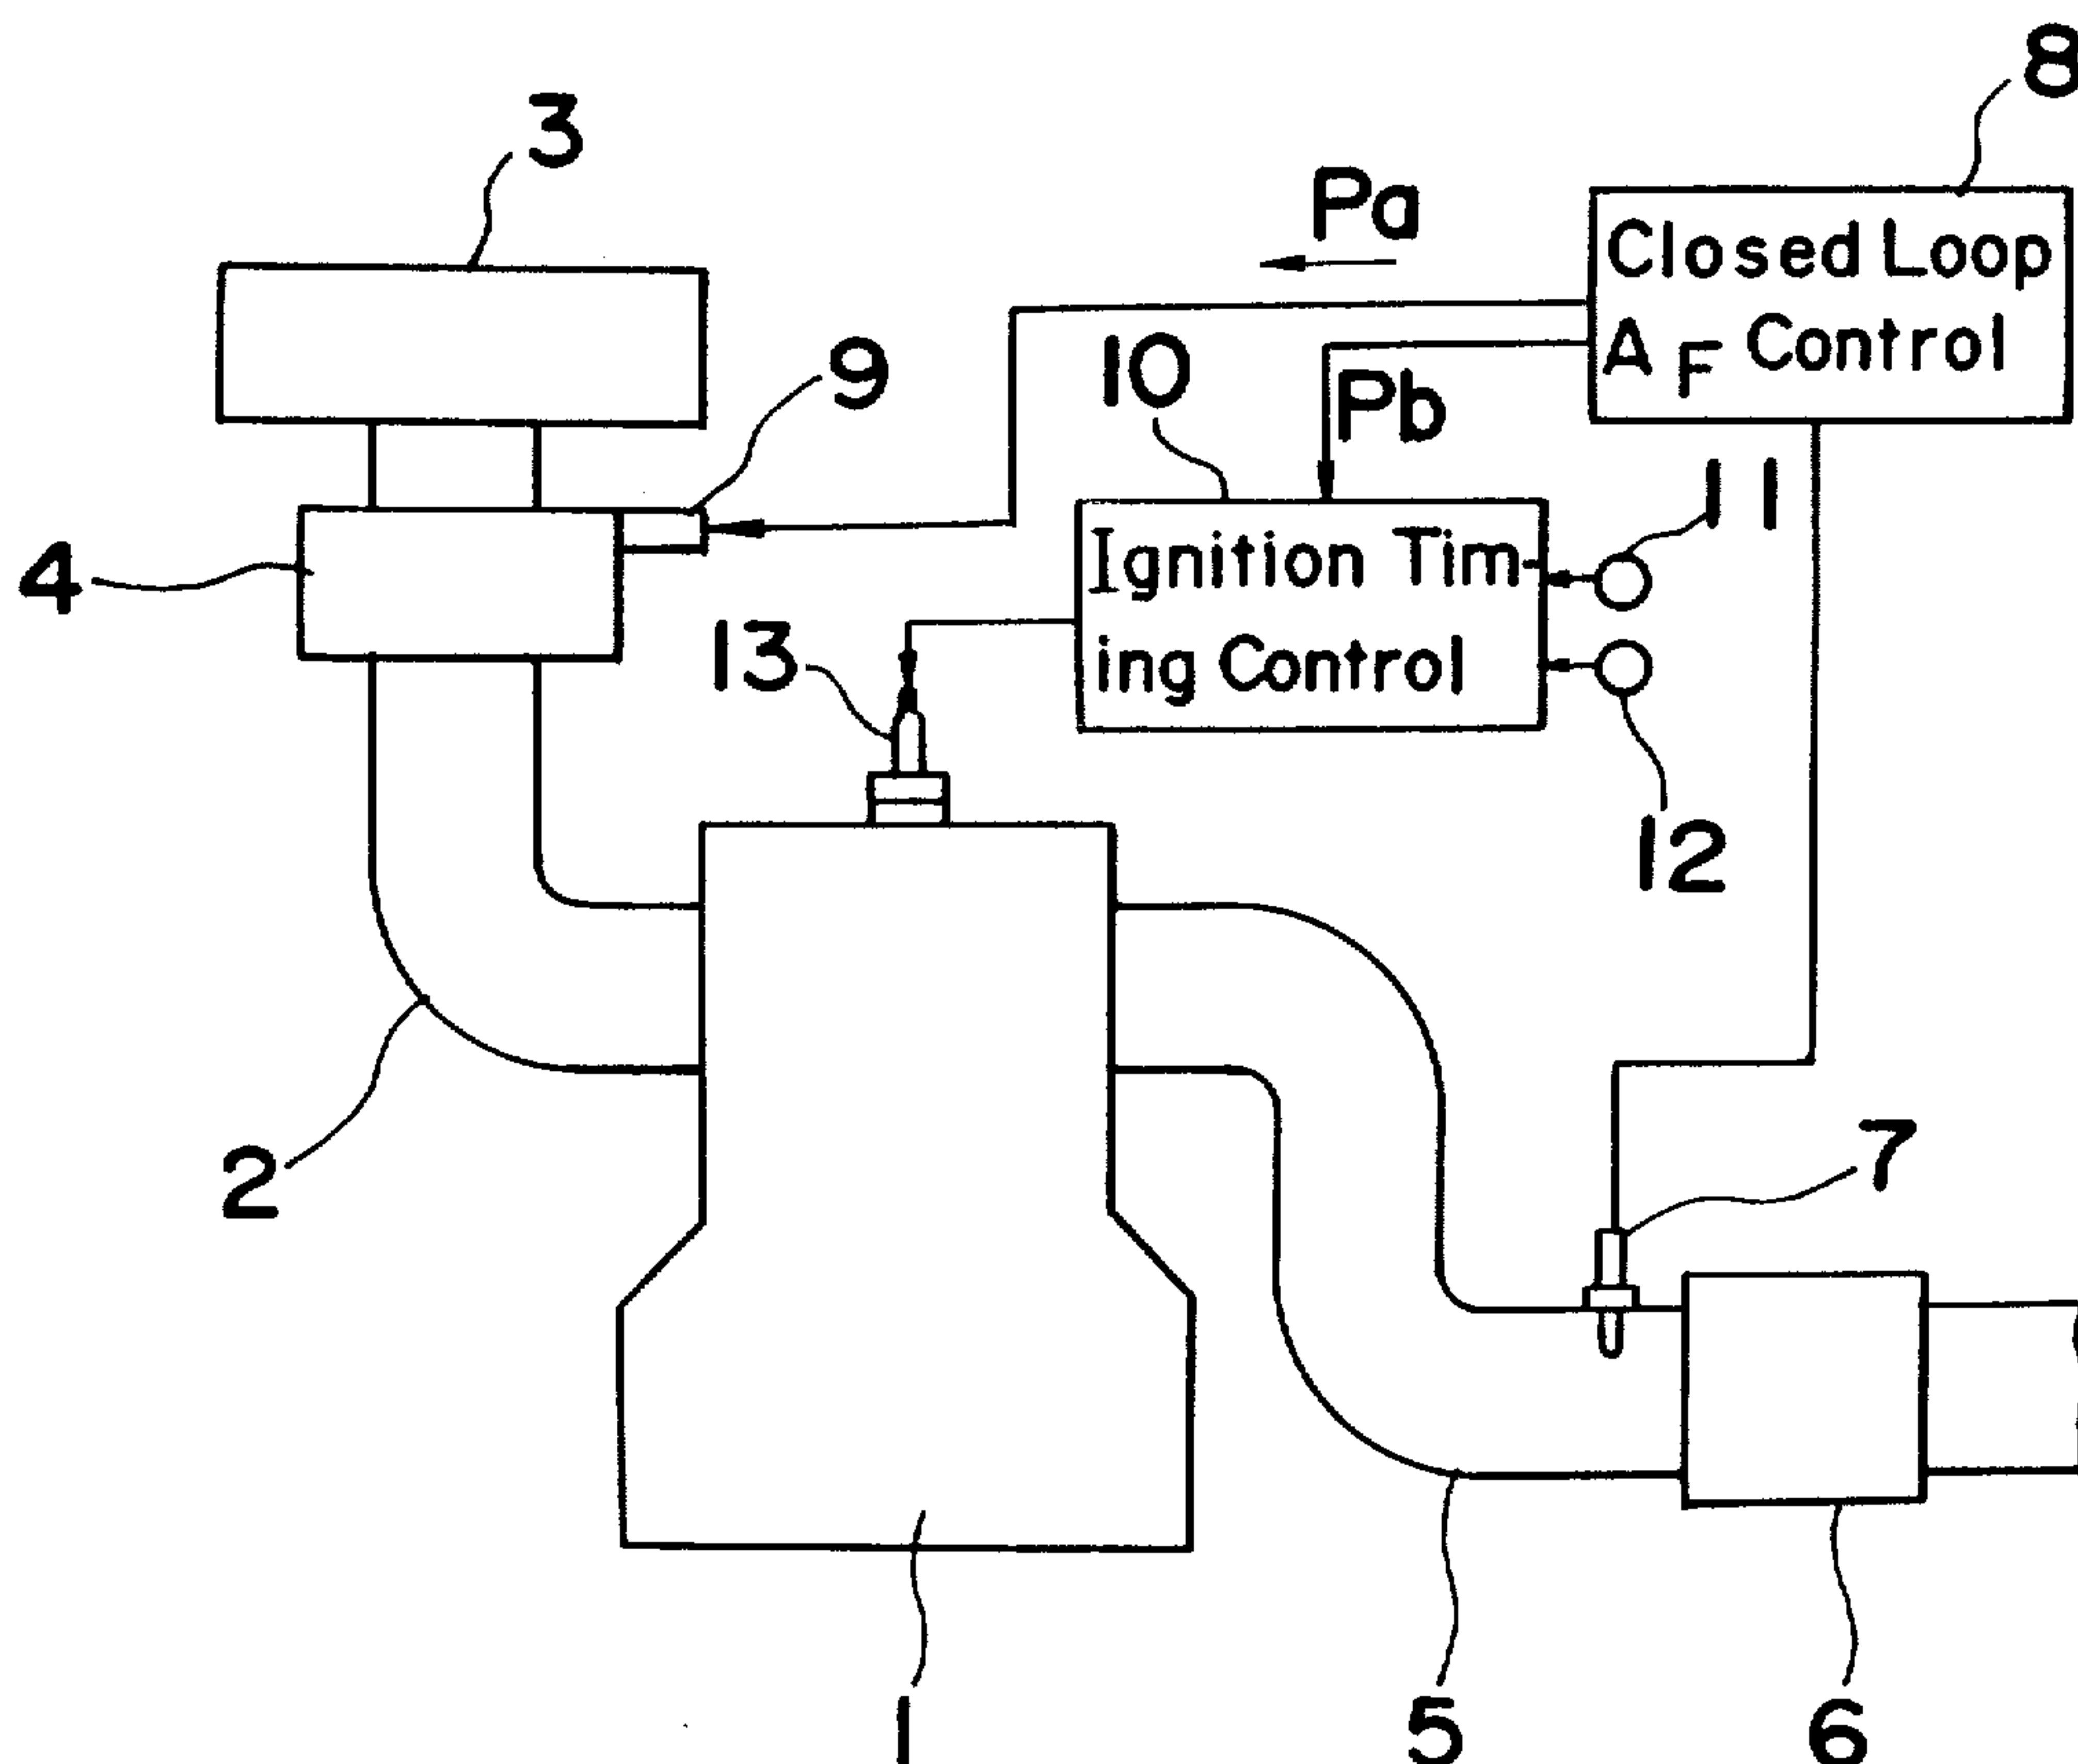 8
3
Pa
Closed Loop
A F Control
9
10
Pb
11
4
Ignition Tim-
ing Control
13
12
2
7
1
5
6